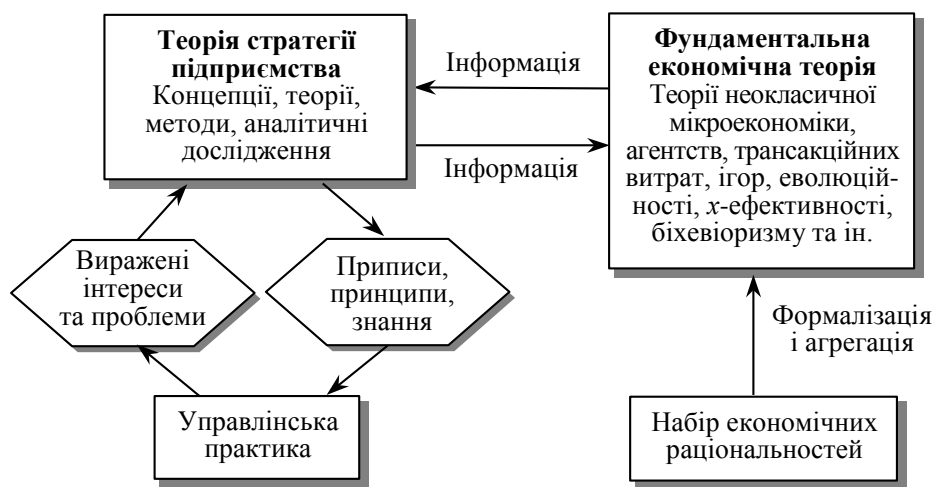 Теорія стратегії
підприємства
Концепції, теорії,
методи, аналітичні
дослідження
Інформація
Інформація
Фундаментальна
економічна теорія
Теорії неокласичної
мікроекономіки,
агентств, трансакційних
витрат, ігор, еволюцій-
ності, х-ефективності,
біхевіоризму та ін.
Виражені
інтереси
та проблеми
Приписи,
принципи,
знання
Формалізація
і агрегація
Управлінська
практика
Набір економічних
раціональностей